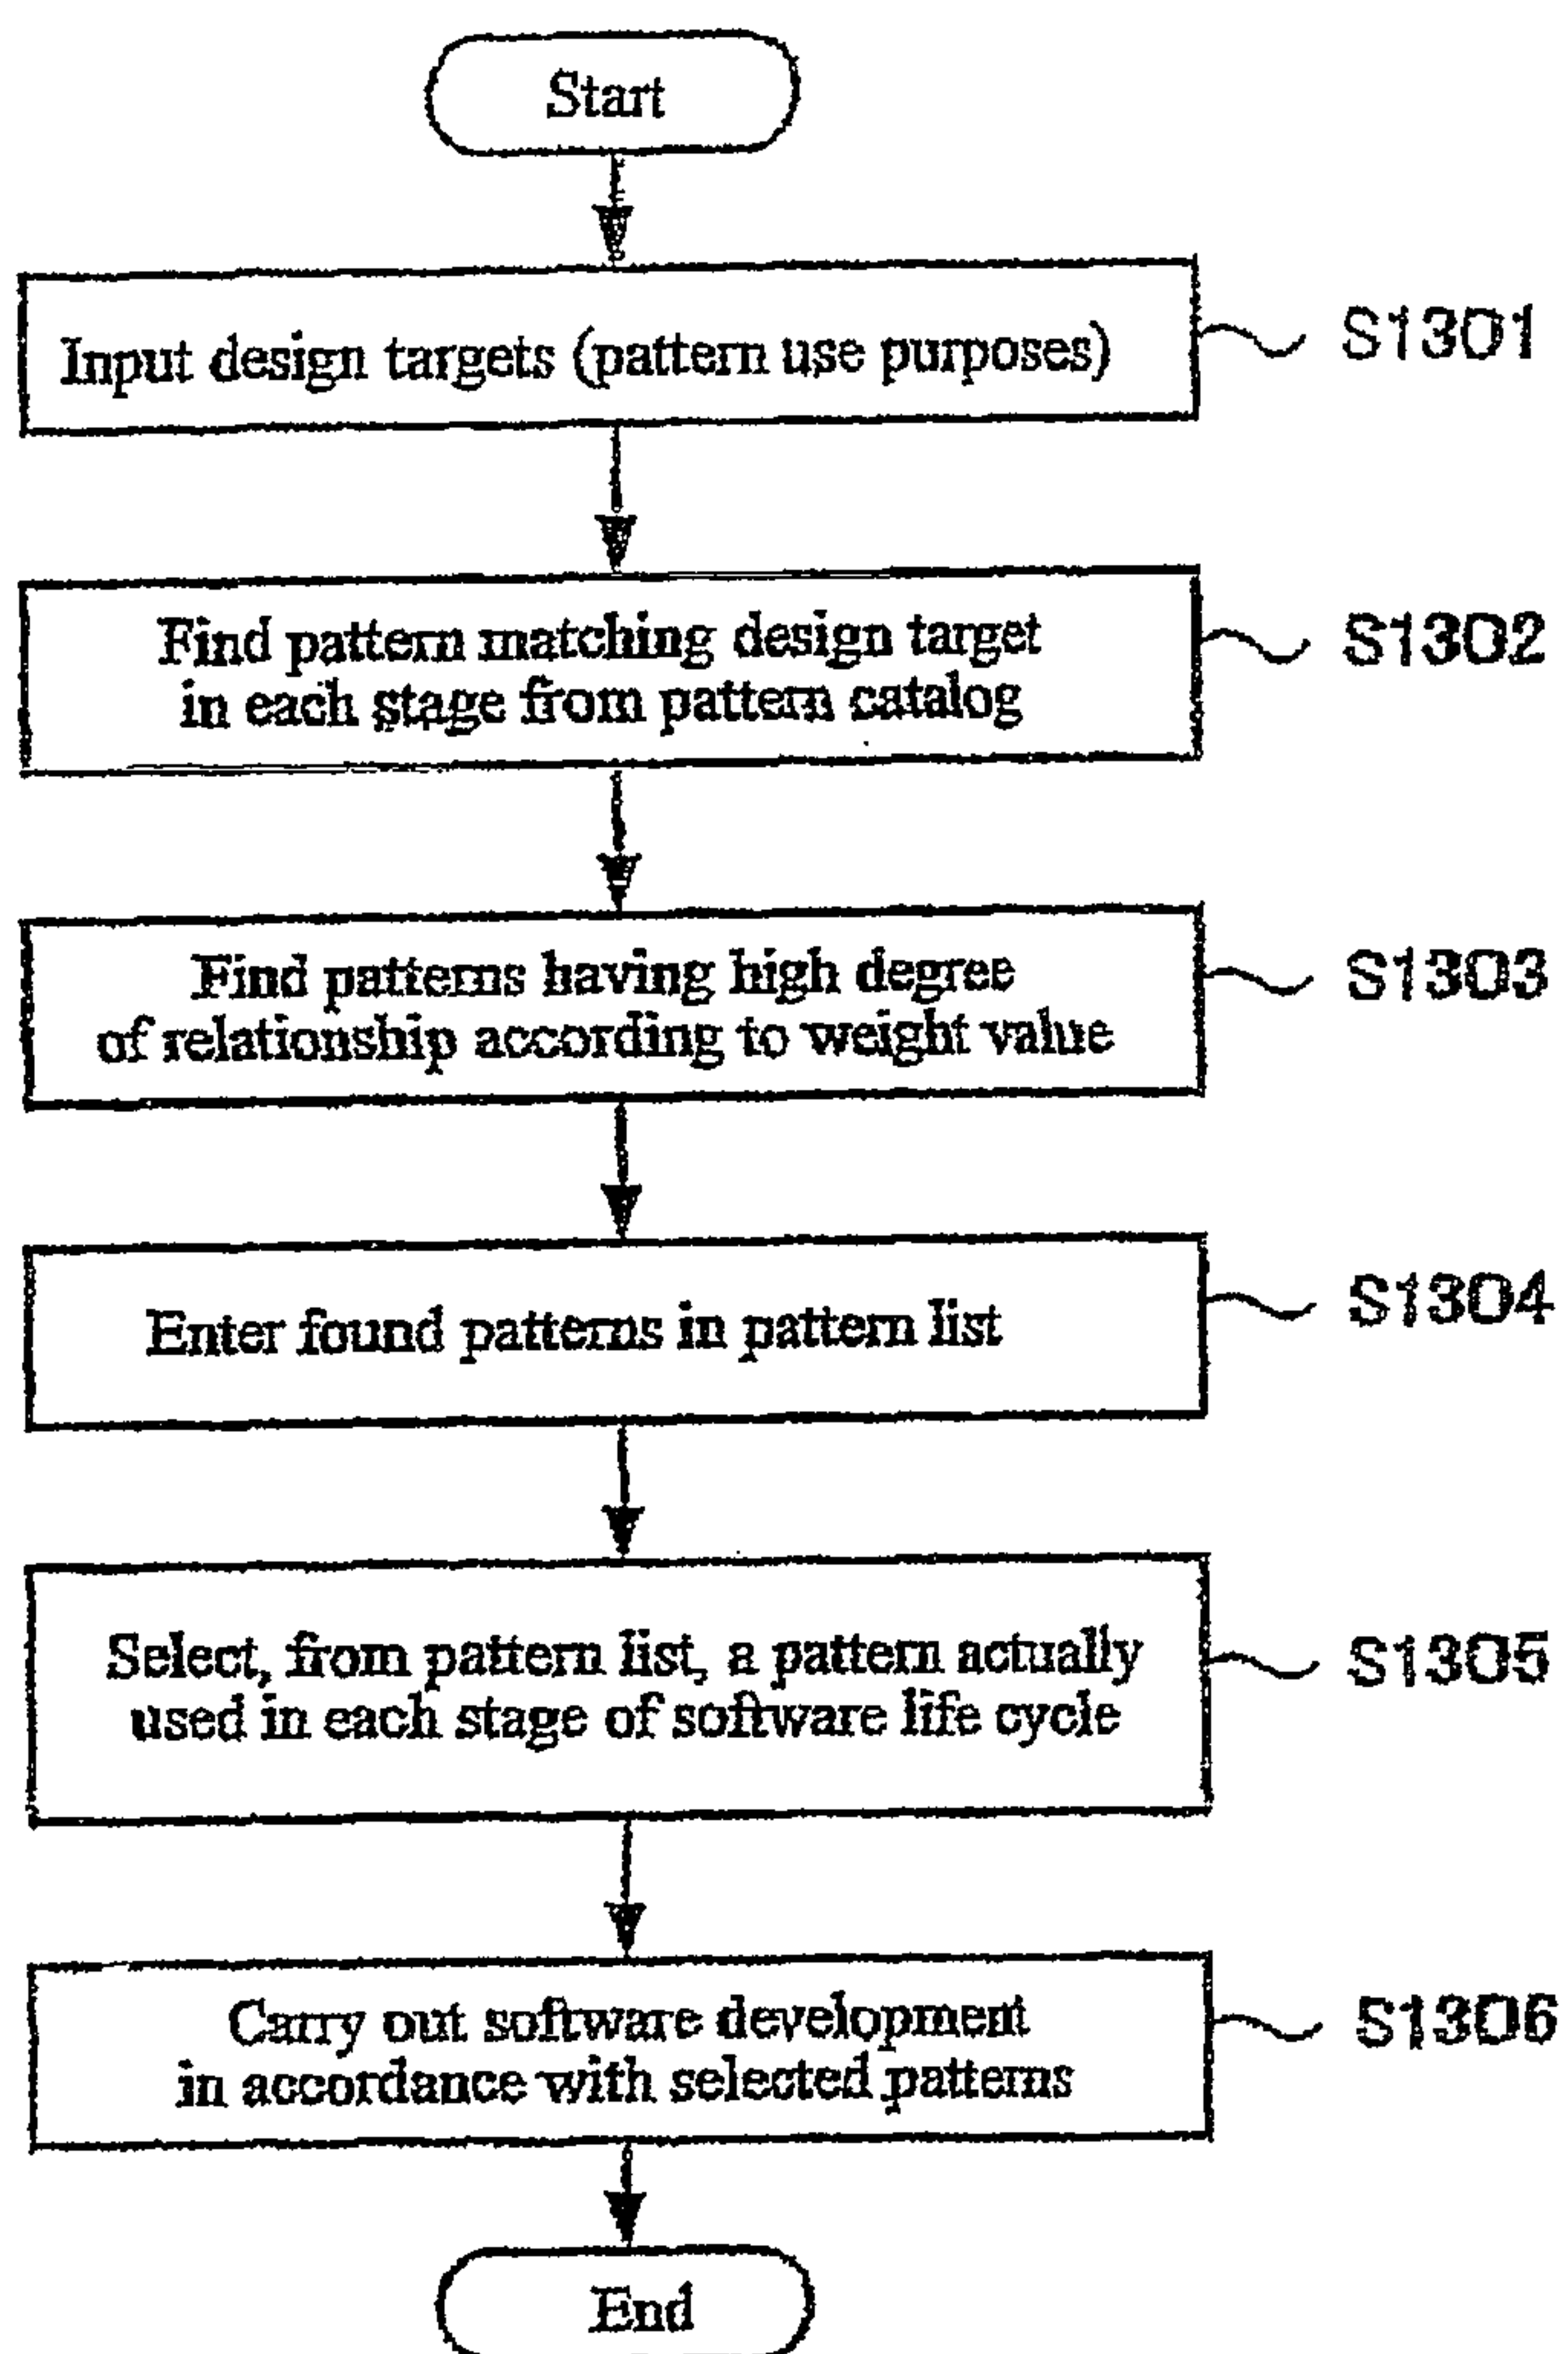 Start
Input design targets (pattern use purposes)
S1301
Find pattern matching design target
in each stage from pattern catalog
S1302
Find patterns having high degree
of relationship according to weight value
S1303
Enter found patterns in pattern list
S1304
Select, from pattern list, a pattern actually
used in each stage of software life cycle
S1305
Carry out software development
in accordance with selected patterns
S1306
End